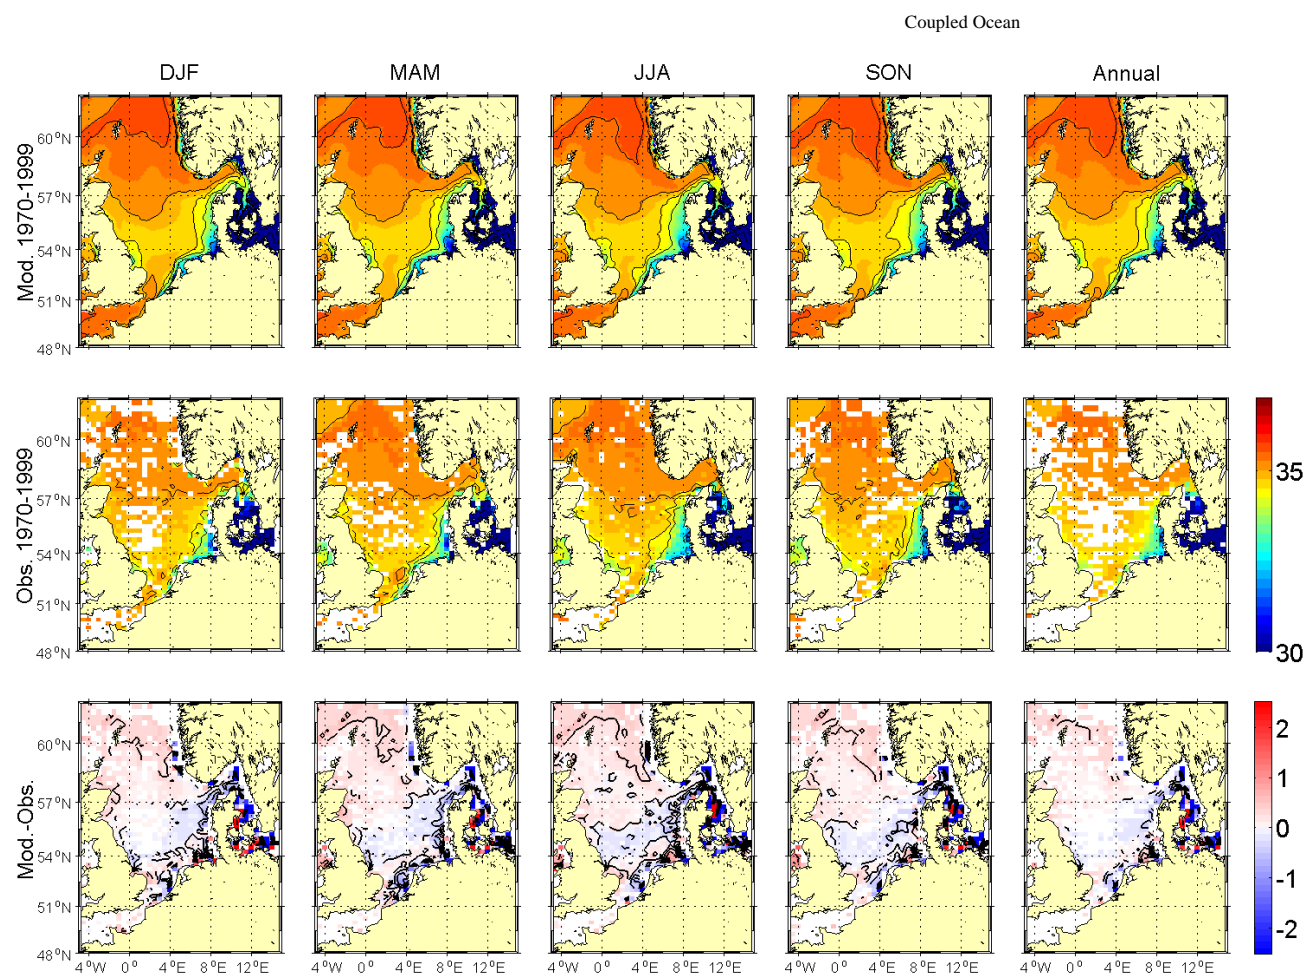 Coupled Ocean
DJF MAM JJA SON Annual
Mod. 1970-1999
60°N
57°N
54°N
51°N
48°N
Obs. 1970-1999
60°N
57°N
54°N
51°N
48°N
35
30
Mod.-Obs.
60°N
57°N
54°N
51°N
48°N
2
1
0
-1
-2
4°W 0° 4°E 8°E 12°E 4°W 0° 4°E 8°E 12°E 4°W 0° 4°E 8°E 12°E 4°W 0° 4°E 8°E 12°E 4°W 0° 4°E 8°E 12°E